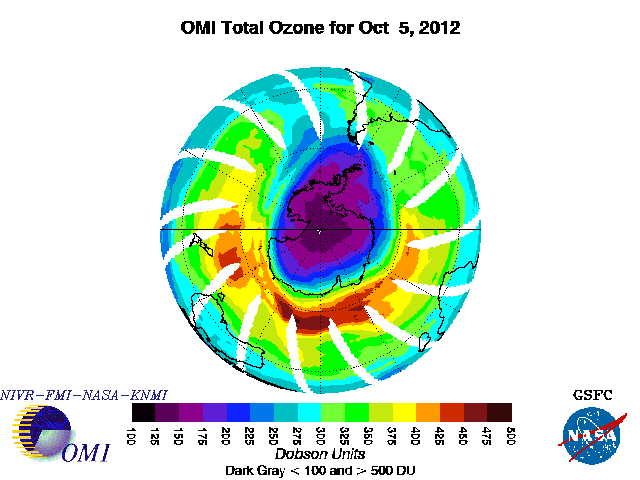 OMI Total Ozone for Oct 5, 2012
NIVR-FMI-NASA-KNMI
GSFC
OMI
NASA
100 125 150 175 200 225 250 275 300 325 350 375 400 425 450 475 500
Dobson Units
Dark Gray < 100 and > 500 DU